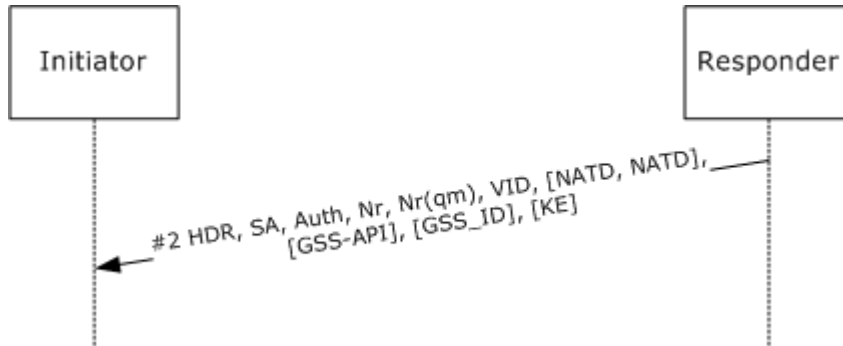 Initiator
Responder
#2 HDR, SA, Auth, Nr, Nr(qm), VID, [NATD, NATD],
[GSS-API], [GSS_ID], [KE]